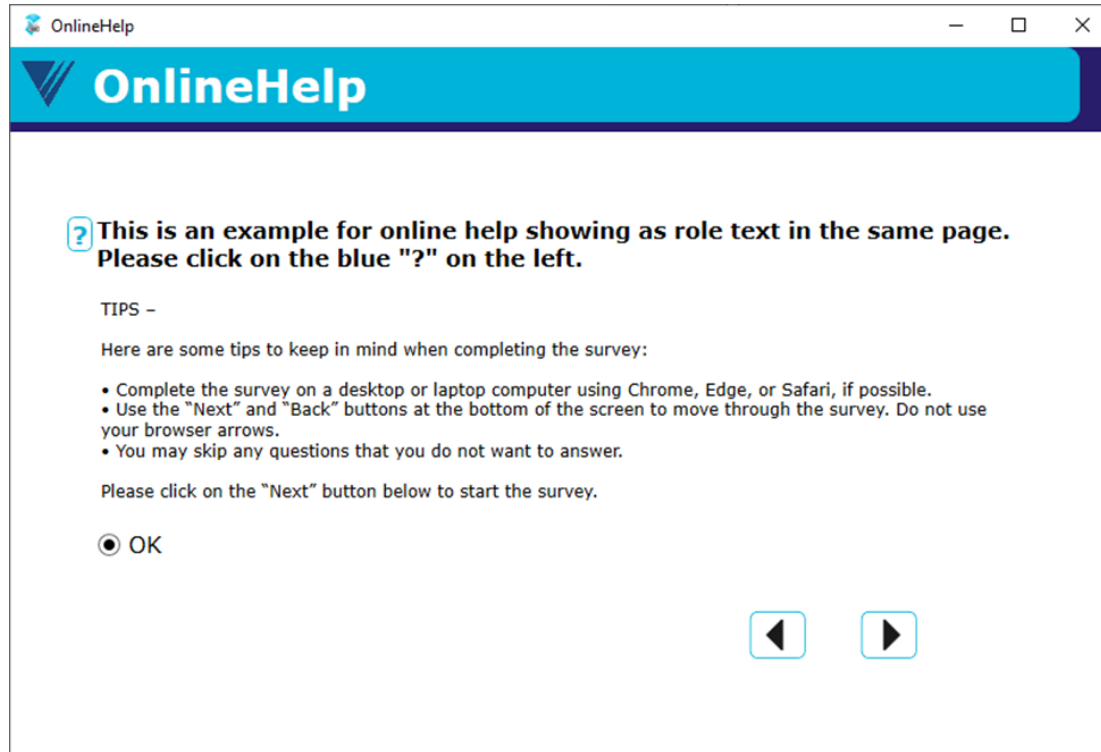 OnlineHelp
OnlineHelp
? This is an example for online help showing as role text in the same page.
Please click on the blue "?" on the left.
TIPS –
Here are some tips to keep in mind when completing the survey:
• Complete the survey on a desktop or laptop computer using Chrome, Edge, or Safari, if possible.
• Use the “Next” and “Back” buttons at the bottom of the screen to move through the survey. Do not use
your browser arrows.
• You may skip any questions that you do not want to answer.
Please click on the “Next” button below to start the survey.
OK